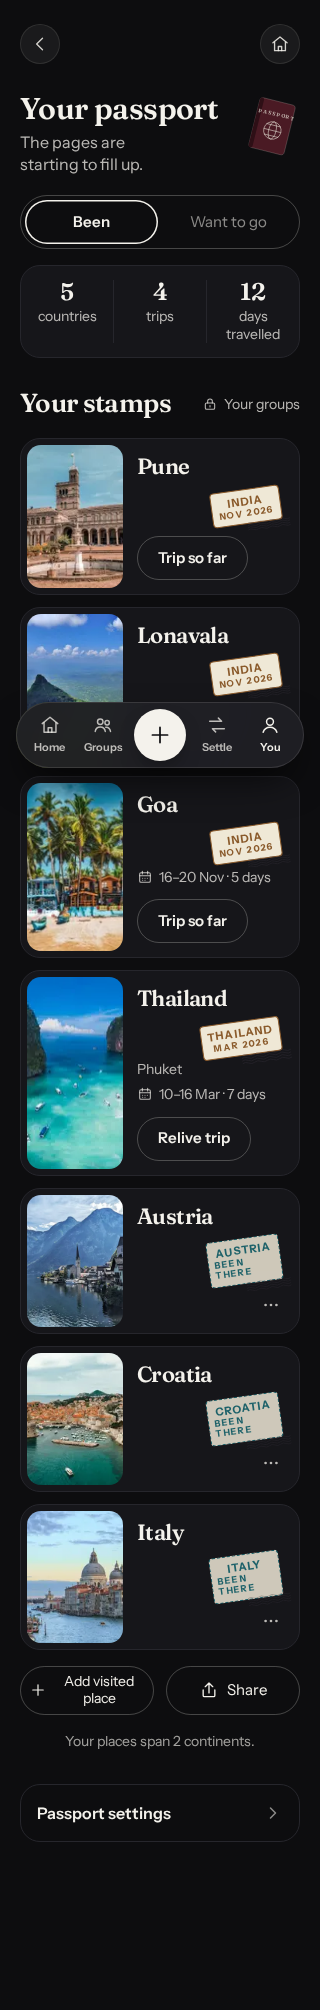 Your passport
PASSPORT
The pages are
starting to fill up.
Been
Want to go
5
countries
4
trips
12
days
travelled
Your stamps
Your groups
Pune
INDIA
NOV 2026
Trip so far
Lonavala
INDIA
NOV 2026
Home
Groups
Settle
You
Goa
INDIA
NOV 2026
16–20 Nov · 5 days
Trip so far
Thailand
THAILAND
MAR 2026
Phuket
10–16 Mar · 7 days
Relive trip
Austria
AUSTRIA
BEEN
THERE
Croatia
CROATIA
BEEN
THERE
Italy
ITALY
BEEN
THERE
Add visited
place
Share
Your places span 2 continents.
Passport settings